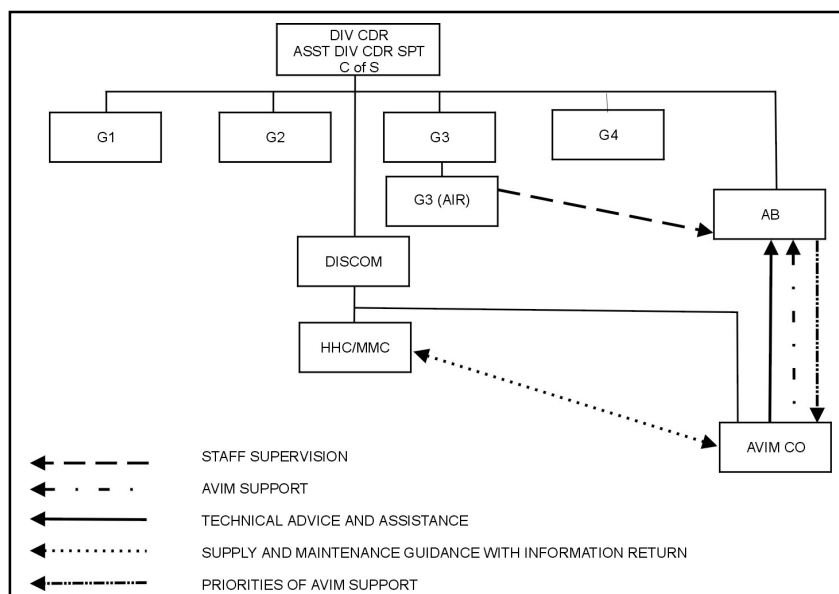 DIV CDR
ASST DIV CDR SPT
C of S
G1
G2
G3
G4
G3 (AIR)
AB
DISCOM
HHC/MMC
AVIM CO
STAFF SUPERVISION
AVIM SUPPORT
TECHNICAL ADVICE AND ASSISTANCE
SUPPLY AND MAINTENANCE GUIDANCE WITH INFORMATION RETURN
PRIORITIES OF AVIM SUPPORT